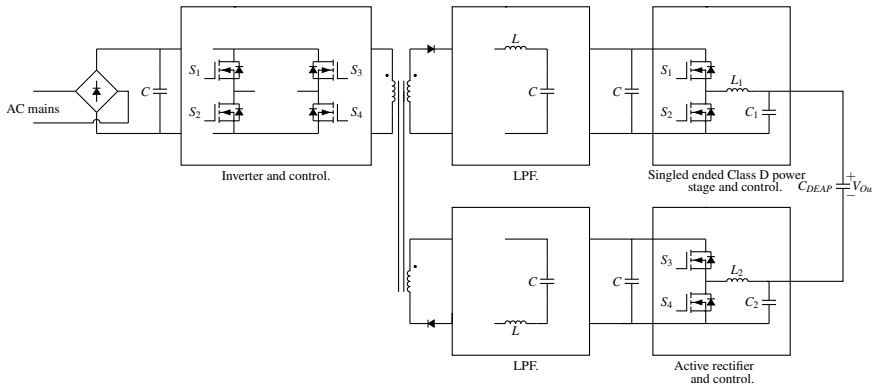 AC mains
C
S1
S2
S3
S4
Inverter and control.
L
C
LPF.
C
S1
S2
L1
C1
Singled ended Class D power
stage and control.
CDEAP
+
−
VOu
C
L
LPF.
C
S3
S4
L2
C2
Active rectifier
and control.